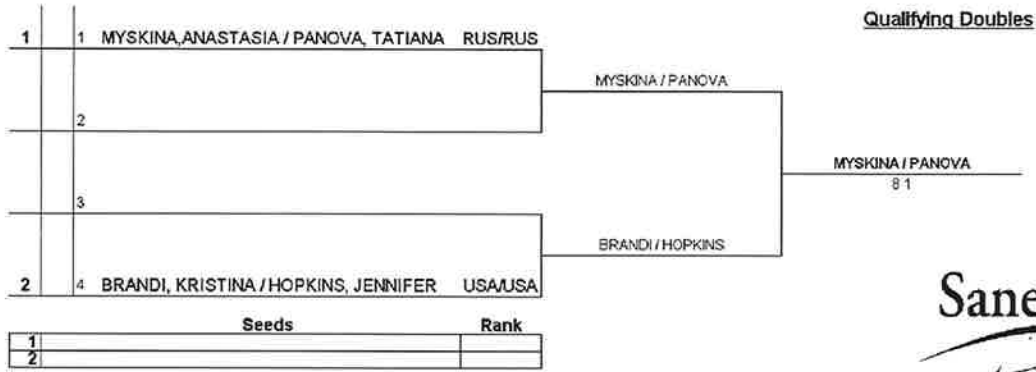 Qualifying Doubles
1 1 MYSKINA,ANASTASIA / PANOVA, TATIANA RUS/RUS
MYSKINA / PANOVA
2
MYSKINA / PANOVA
8 1
3
BRANDI / HOPKINS
2 4 BRANDI, KRISTINA / HOPKINS, JENNIFER USA/USA
Sane
Seeds Rank
1
2